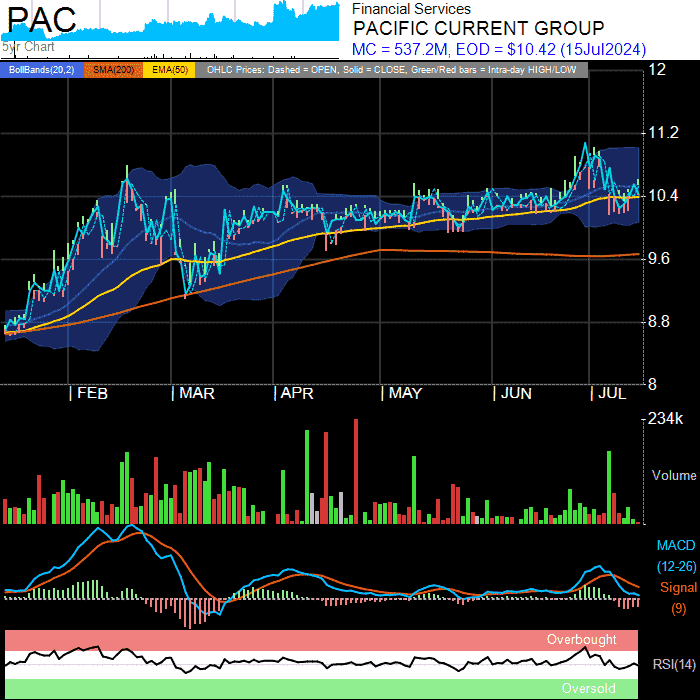 PAC
5yr Chart
Financial Services
PACIFIC CURRENT GROUP
MC = 537.2M, EOD = $10.42 (15Jul2024)
BollBands(20,2) SMA(200) EMA(50) OHLC Prices: Dashed = OPEN, Solid = CLOSE, Green/Red bars = Intra-day HIGH/LOW
12
11.2
10.4
9.6
8.8
8
| FEB | MAR | APR | MAY | JUN | JUL
234k
Volume
MACD
(12-26)
Signal
(9)
Overbought
RSI(14)
Oversold